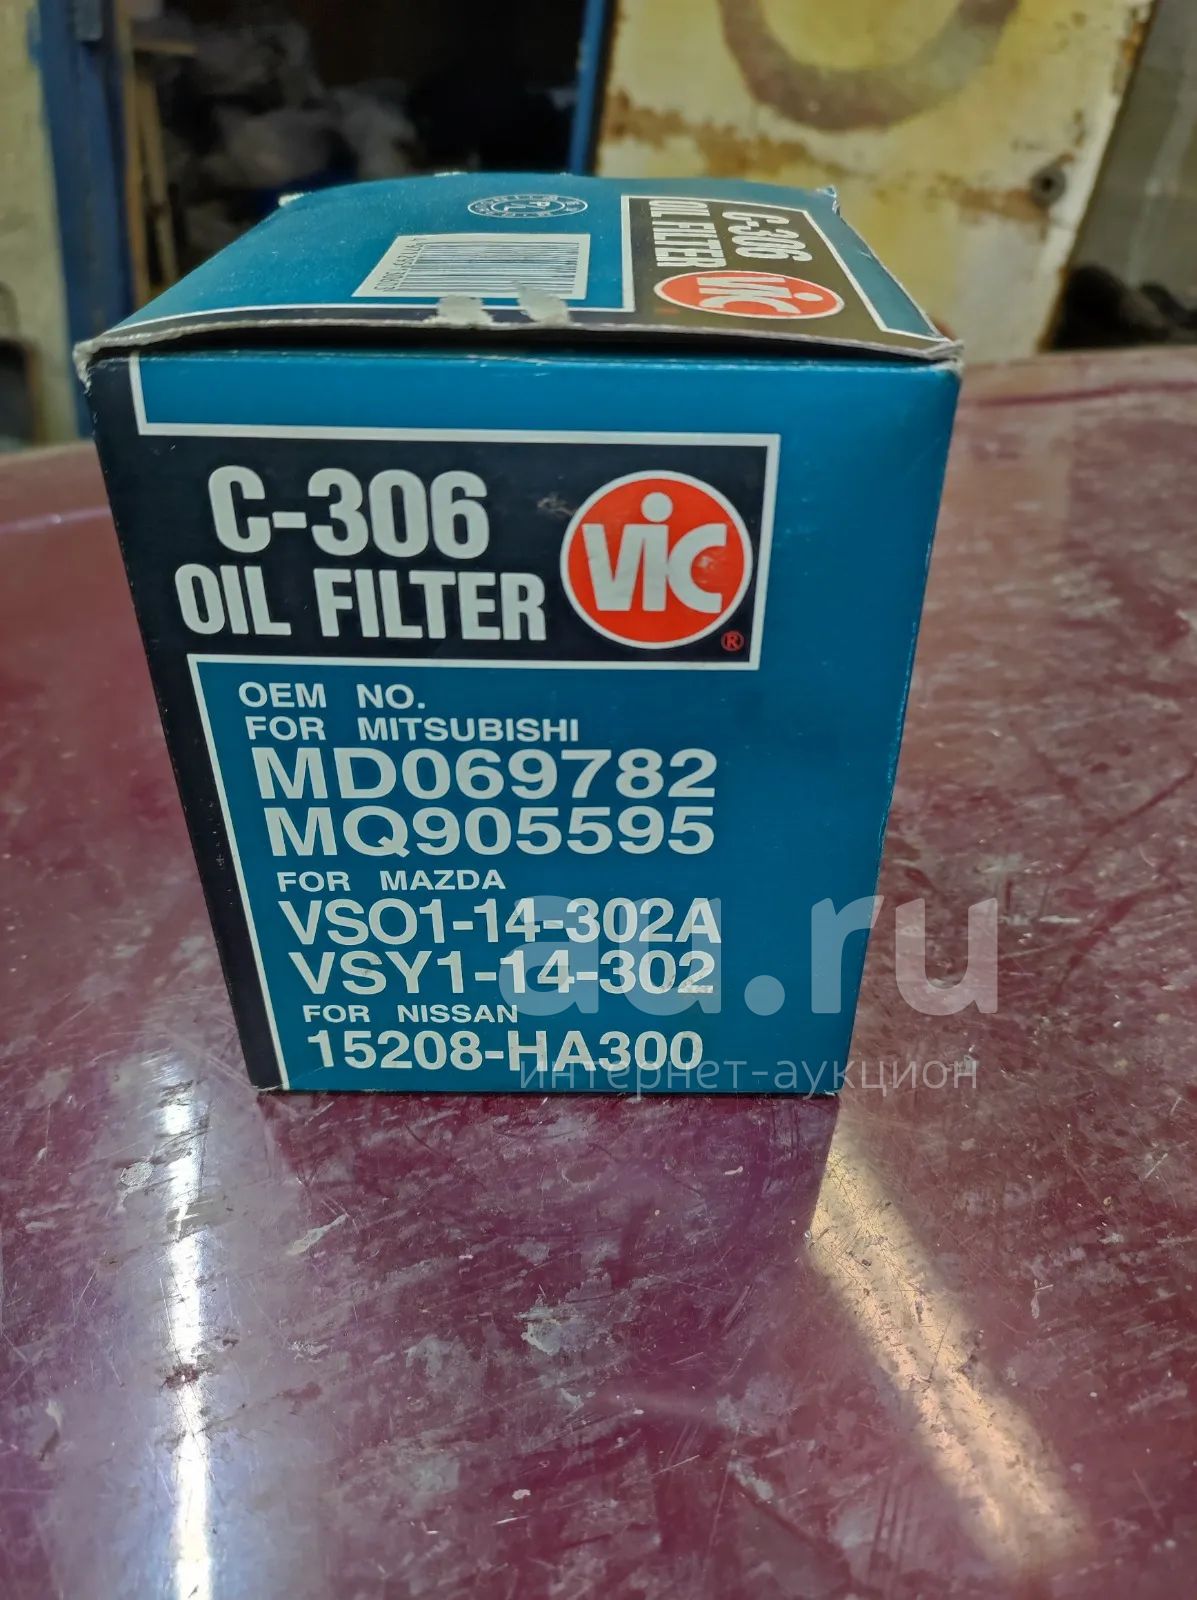 C-306
OIL FILTER
ViC
C-306
OIL FILTER
ViC
®
OEM NO.
FOR MITSUBISHI
MD069782
MQ905595
FOR MAZDA
VSO1-14-302A
VSY1-14-302
FOR NISSAN
15208-HA300
au.ru
интернет-аукцион